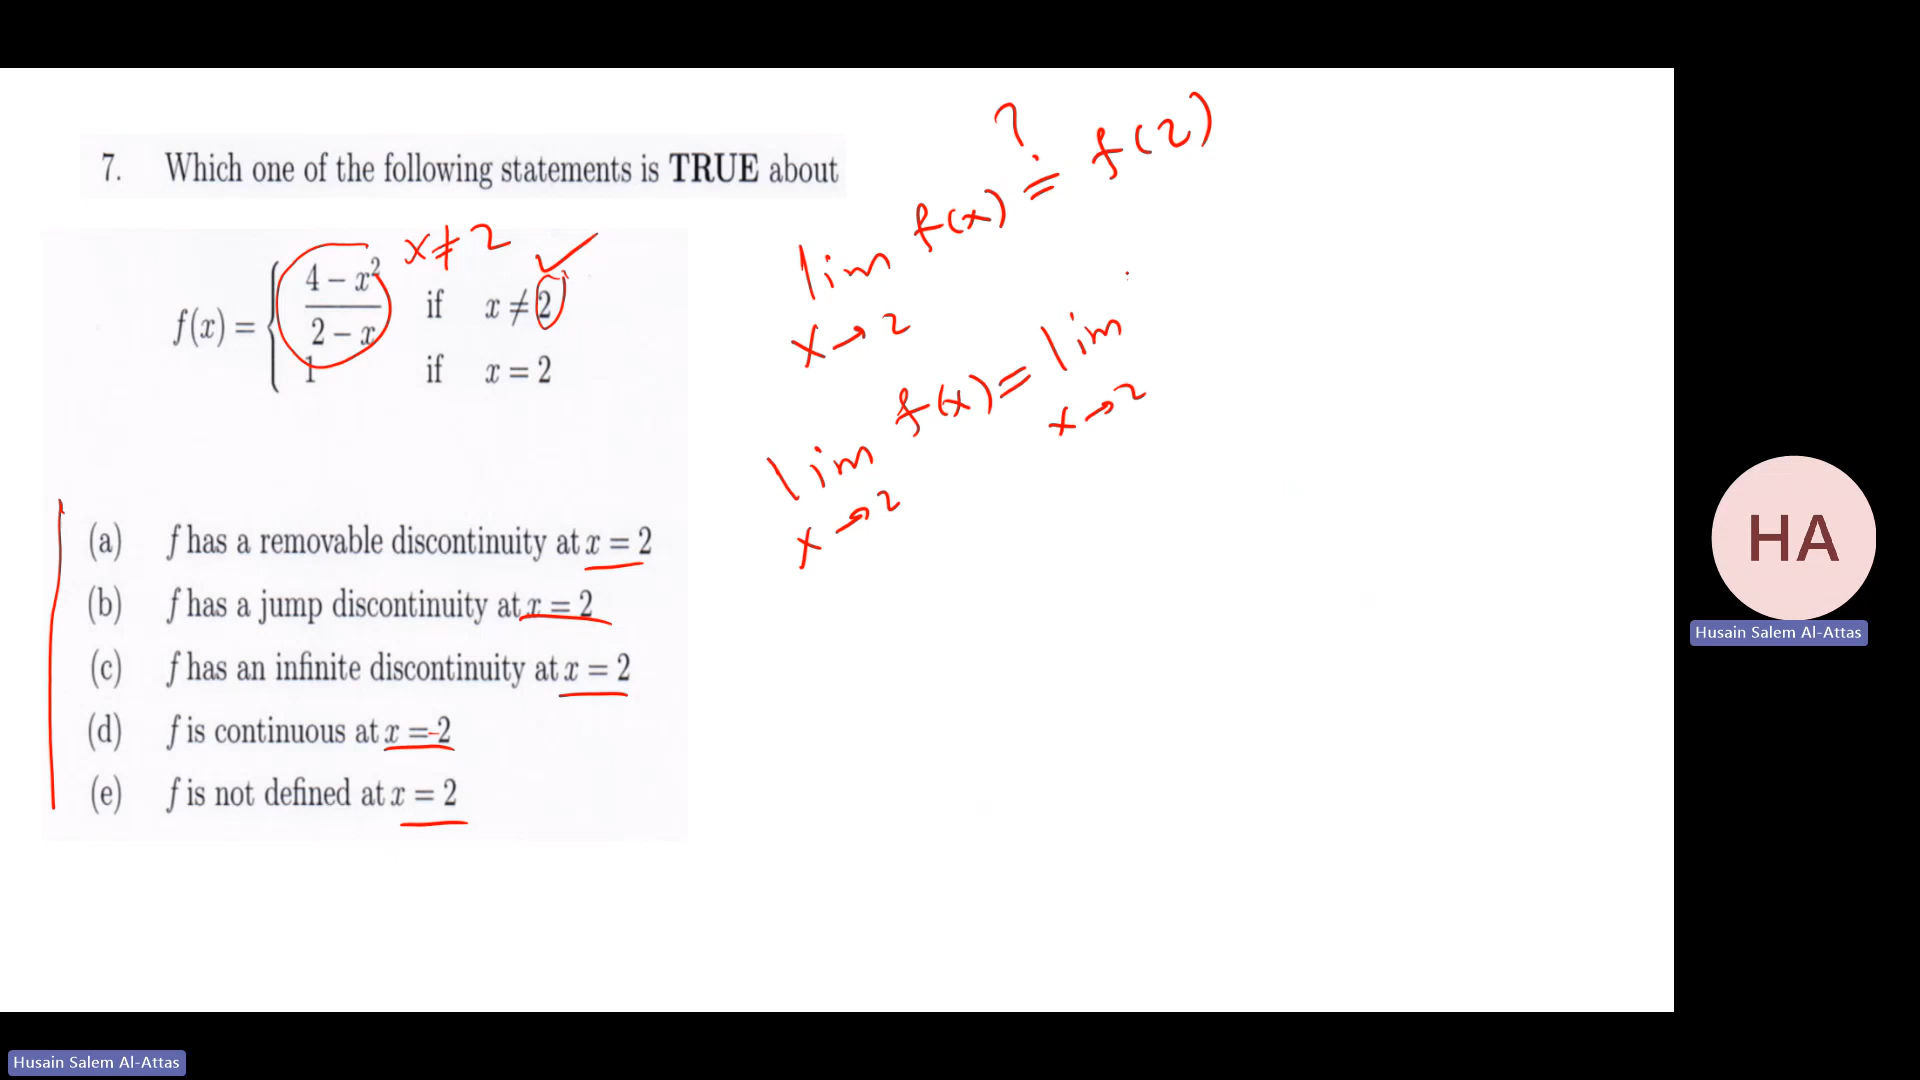 7. Which one of the following statements is TRUE about
f(x) = { (4 − x²)/(2 − x) if x ≠ 2
1 if x = 2
x ≠ 2 ✓
(a) f has a removable discontinuity at x = 2
(b) f has a jump discontinuity at x = 2
(c) f has an infinite discontinuity at x = 2
(d) f is continuous at x = 2
(e) f is not defined at x = 2
lim x→2 f(x) ?= f(2)
lim x→2 f(x) = lim x→2
HA
Husain Salem Al-Attas
Husain Salem Al-Attas